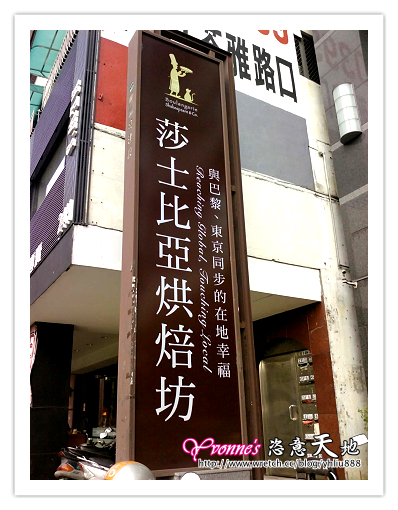 雅路口
Boulangerie
Shakespeare & Co.
莎士比亞烘焙坊
與巴黎、東京同步的在地幸福
Reaching Global, Touching Local
Yvonne's 恣意天地
http://www.wretch.cc/blog/yhliu888